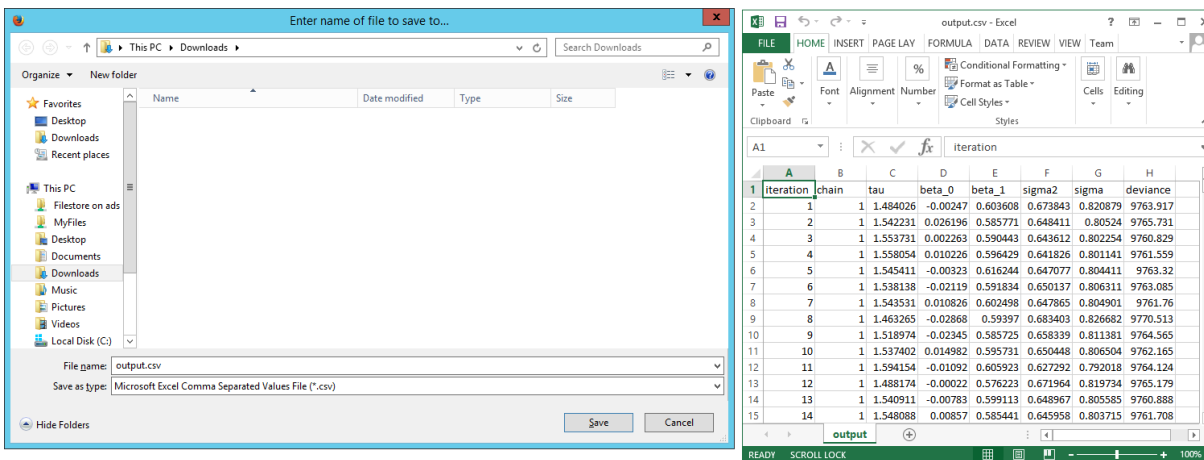 Enter name of file to save to...
This PC Downloads
Search Downloads
Organize New folder
Name Date modified Type Size
Favorites
Desktop
Downloads
Recent places
This PC
Filestore on ads
MyFiles
Desktop
Documents
Downloads
Music
Pictures
Videos
Local Disk (C:)
File name: output.csv
Save as type: Microsoft Excel Comma Separated Values File (*.csv)
Hide Folders
Save Cancel
output.csv - Excel
FILE HOME INSERT PAGE LAY FORMULA DATA REVIEW VIEW Team
Paste
Clipboard
Font
Alignment
Number
Conditional Formatting
Format as Table
Cell Styles
Styles
Cells
Editing
A1 fx iteration
A B C D E F G H
1 iteration chain tau beta_0 beta_1 sigma2 sigma deviance
2 1 1 1.484026 -0.00247 0.603608 0.673843 0.820879 9763.917
3 2 1 1.542231 0.026196 0.585771 0.648411 0.80524 9765.731
4 3 1 1.553731 0.002263 0.590443 0.643612 0.802254 9760.829
5 4 1 1.558054 0.010226 0.596429 0.641826 0.801141 9761.559
6 5 1 1.545411 -0.00323 0.616244 0.647077 0.804411 9763.32
7 6 1 1.538138 -0.02119 0.591834 0.650137 0.806311 9763.085
8 7 1 1.543531 0.010826 0.602498 0.647865 0.804901 9761.76
9 8 1 1.463265 -0.02868 0.59397 0.683403 0.826682 9770.513
10 9 1 1.518974 -0.02345 0.585725 0.658339 0.811381 9764.565
11 10 1 1.537402 0.014982 0.595731 0.650448 0.806504 9762.165
12 11 1 1.594154 -0.01092 0.605923 0.627292 0.792018 9764.124
13 12 1 1.488174 -0.00022 0.576223 0.671964 0.819734 9765.179
14 13 1 1.540911 -0.00783 0.599113 0.648967 0.805585 9760.888
15 14 1 1.548088 0.00857 0.585441 0.645958 0.803715 9761.708
output
READY SCROLL LOCK 100%